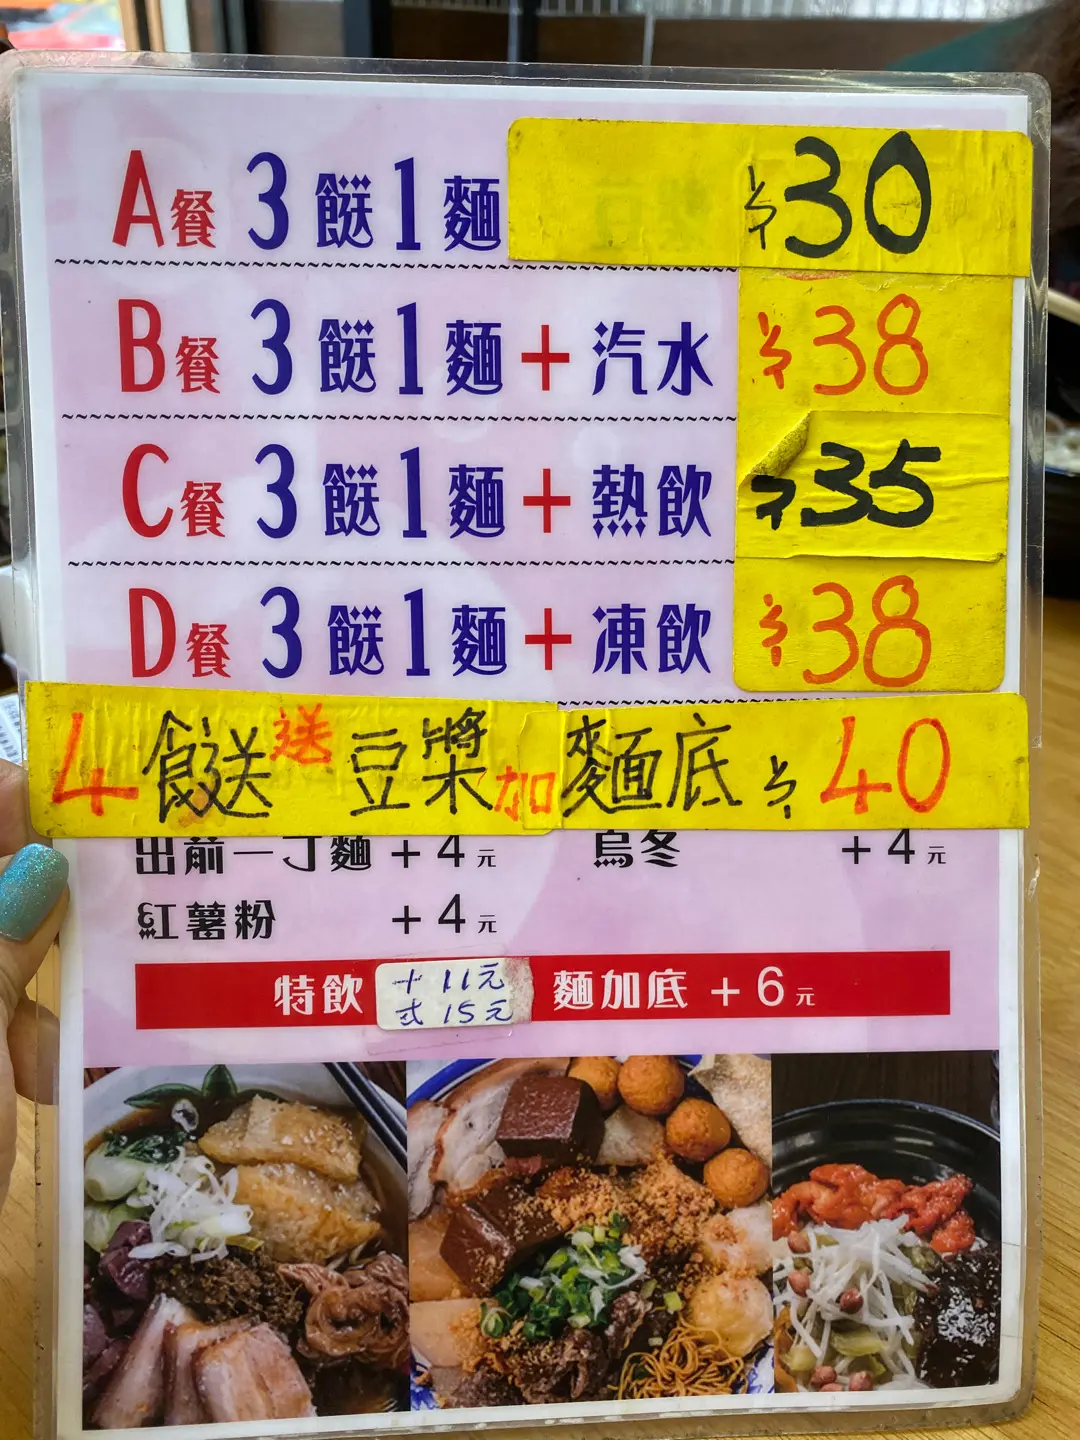 A餐 3餸1麵 $30
B餐 3餸1麵+汽水 $38
C餐 3餸1麵+熱飲 $35
D餐 3餸1麵+凍飲 $38
4餸送豆漿加麵底 $40
出前一丁麵 +4元 烏冬 +4元
紅薯粉 +4元
特飲 +11元 麵加底 +6元
式 15元